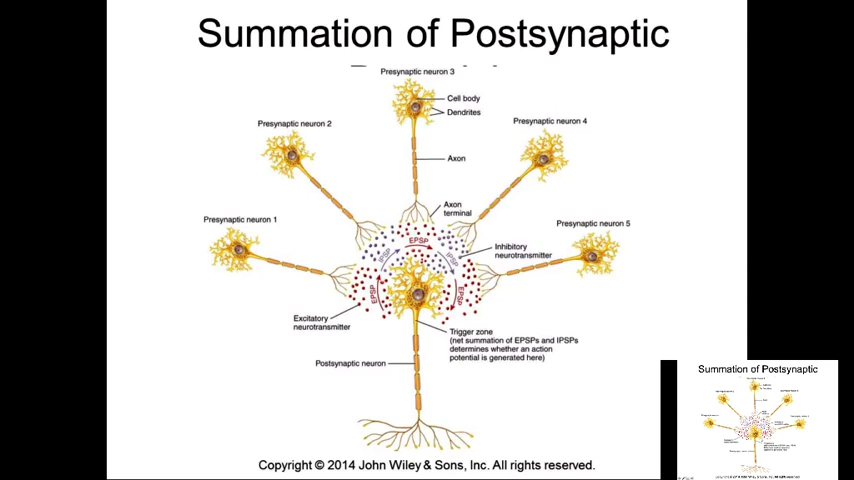 Summation of Postsynaptic
Presynaptic neuron 3
Cell body
Dendrites
Presynaptic neuron 2
Presynaptic neuron 4
Axon
Axon
terminal
Presynaptic neuron 1
Presynaptic neuron 5
EPSP
IPSP
IPSP
Inhibitory
neurotransmitter
EPSP
EPSP
Excitatory
neurotransmitter
Trigger zone
(net summation of EPSPs and IPSPs
determines whether an action
potential is generated here)
Postsynaptic neuron
Copyright © 2014 John Wiley & Sons, Inc. All rights reserved.
Summation of Postsynaptic